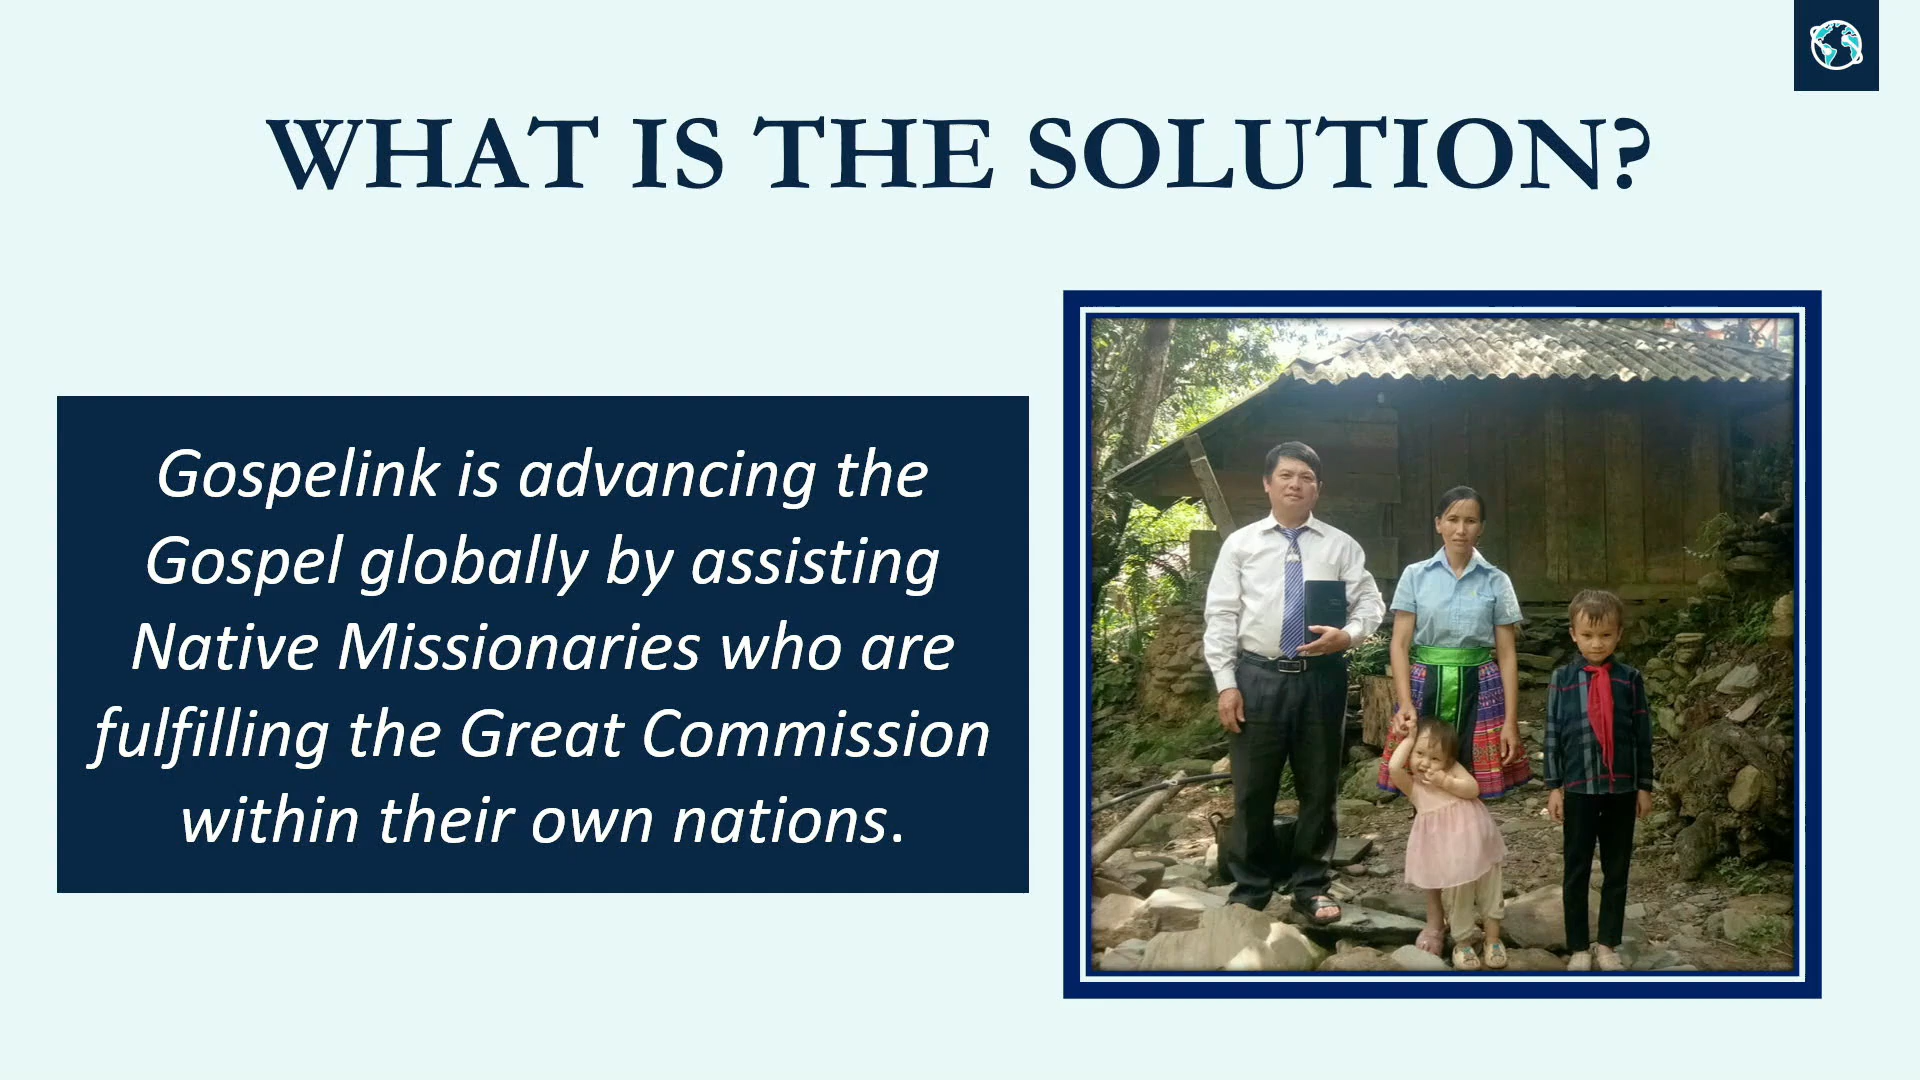 WHAT IS THE SOLUTION?
Gospelink is advancing the
Gospel globally by assisting
Native Missionaries who are
fulfilling the Great Commission
within their own nations.